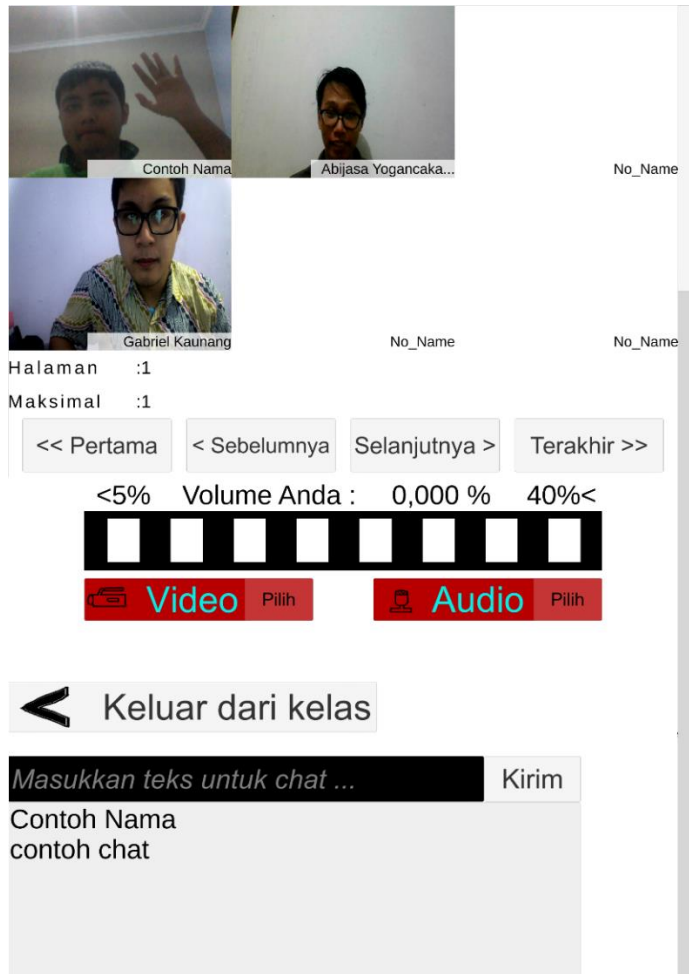 Contoh Nama
Abijasa Yogancaka...
No_Name
Gabriel Kaunang
No_Name
No_Name
Halaman :1
Maksimal :1
<< Pertama
< Sebelumnya
Selanjutnya >
Terakhir >>
<5% Volume Anda : 0,000 % 40%<
Video Pilih
Audio Pilih
Keluar dari kelas
Masukkan teks untuk chat ...
Kirim
Contoh Nama
contoh chat